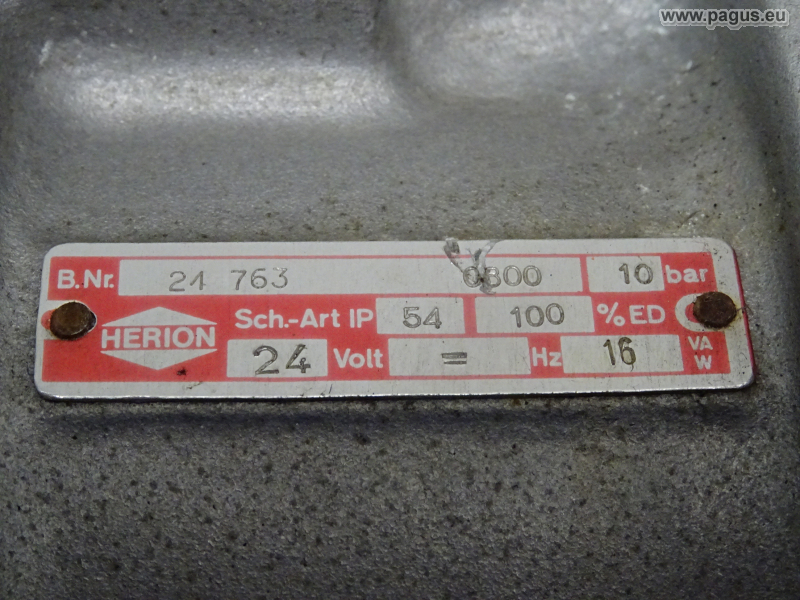 www.pagus.eu
B.Nr. 24 763 0800 10 bar
HERION Sch.-Art IP 54 100 % ED
24 Volt = Hz 16 VA W